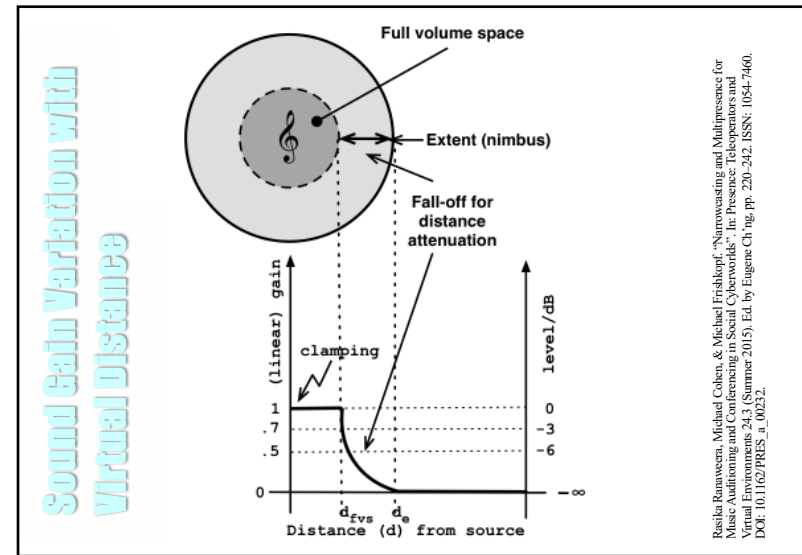 Sound Gain Variation with
Virtual Distance
Full volume space
Extent (nimbus)
Fall-off for
distance
attenuation
(linear) gain
level/dB
clamping
1
.7
.5
0
0
-3
-6
-∞
d_fvs
d_e
Distance (d) from source
Rasika Ranaweera, Michael Cohen, & Michael Frishkopf. “Narrowcasting and Multipresence for
Music Auditioning and Conferencing in Social Cyberworlds”. In: Presence: Teleoperators and
Virtual Environments 24.3 (Summer 2015). Ed. by Eugene Ch’ng, pp. 220–242. ISSN: 1054-7460.
DOI: 10.1162/PRES_a_00232.